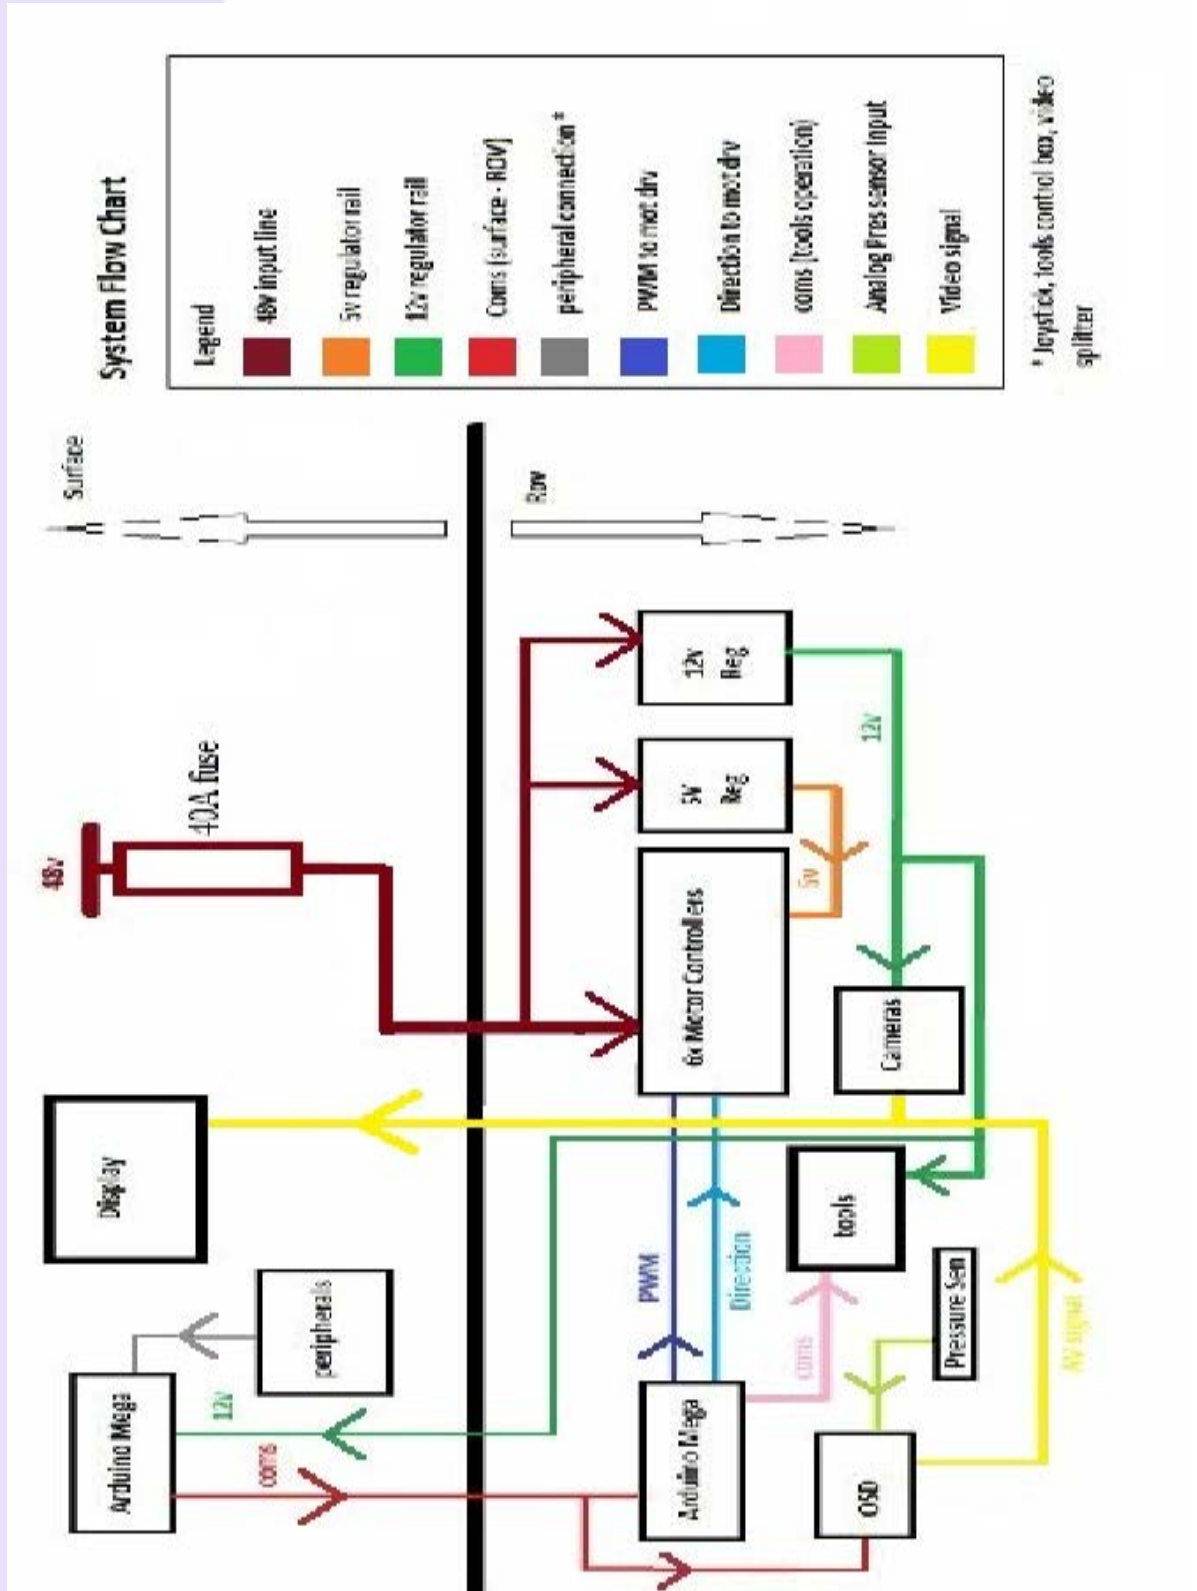 System Flow Chart
Legend
48v input line
5v regulator rail
12v regulator rail
Coms (surface - ROV)
peripheral connection *
PWM to mot drv
Direction to mot drv
coms (tools operation)
Analog Pres sensor Input
Video signal
* Joystick, tools control box, video
splitter
Surface
Rov
48v
40A fuse
12v
Reg
5V
Reg
12v
5v
6x Motor Controllers
Cameras
Display
tools
PWM
Direction
coms
Pressure Sen
AV signal
peripherals
Arduino Mega
12v
coms
Arduino Mega
OSD